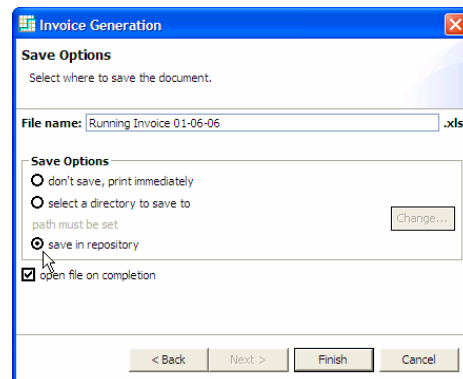 Invoice Generation
Save Options
Select where to save the document.
File name: Running Invoice 01-06-06 .xls
Save Options
don't save, print immediately
select a directory to save to
path must be set
Change...
save in repository
open file on completion
< Back Next > Finish Cancel